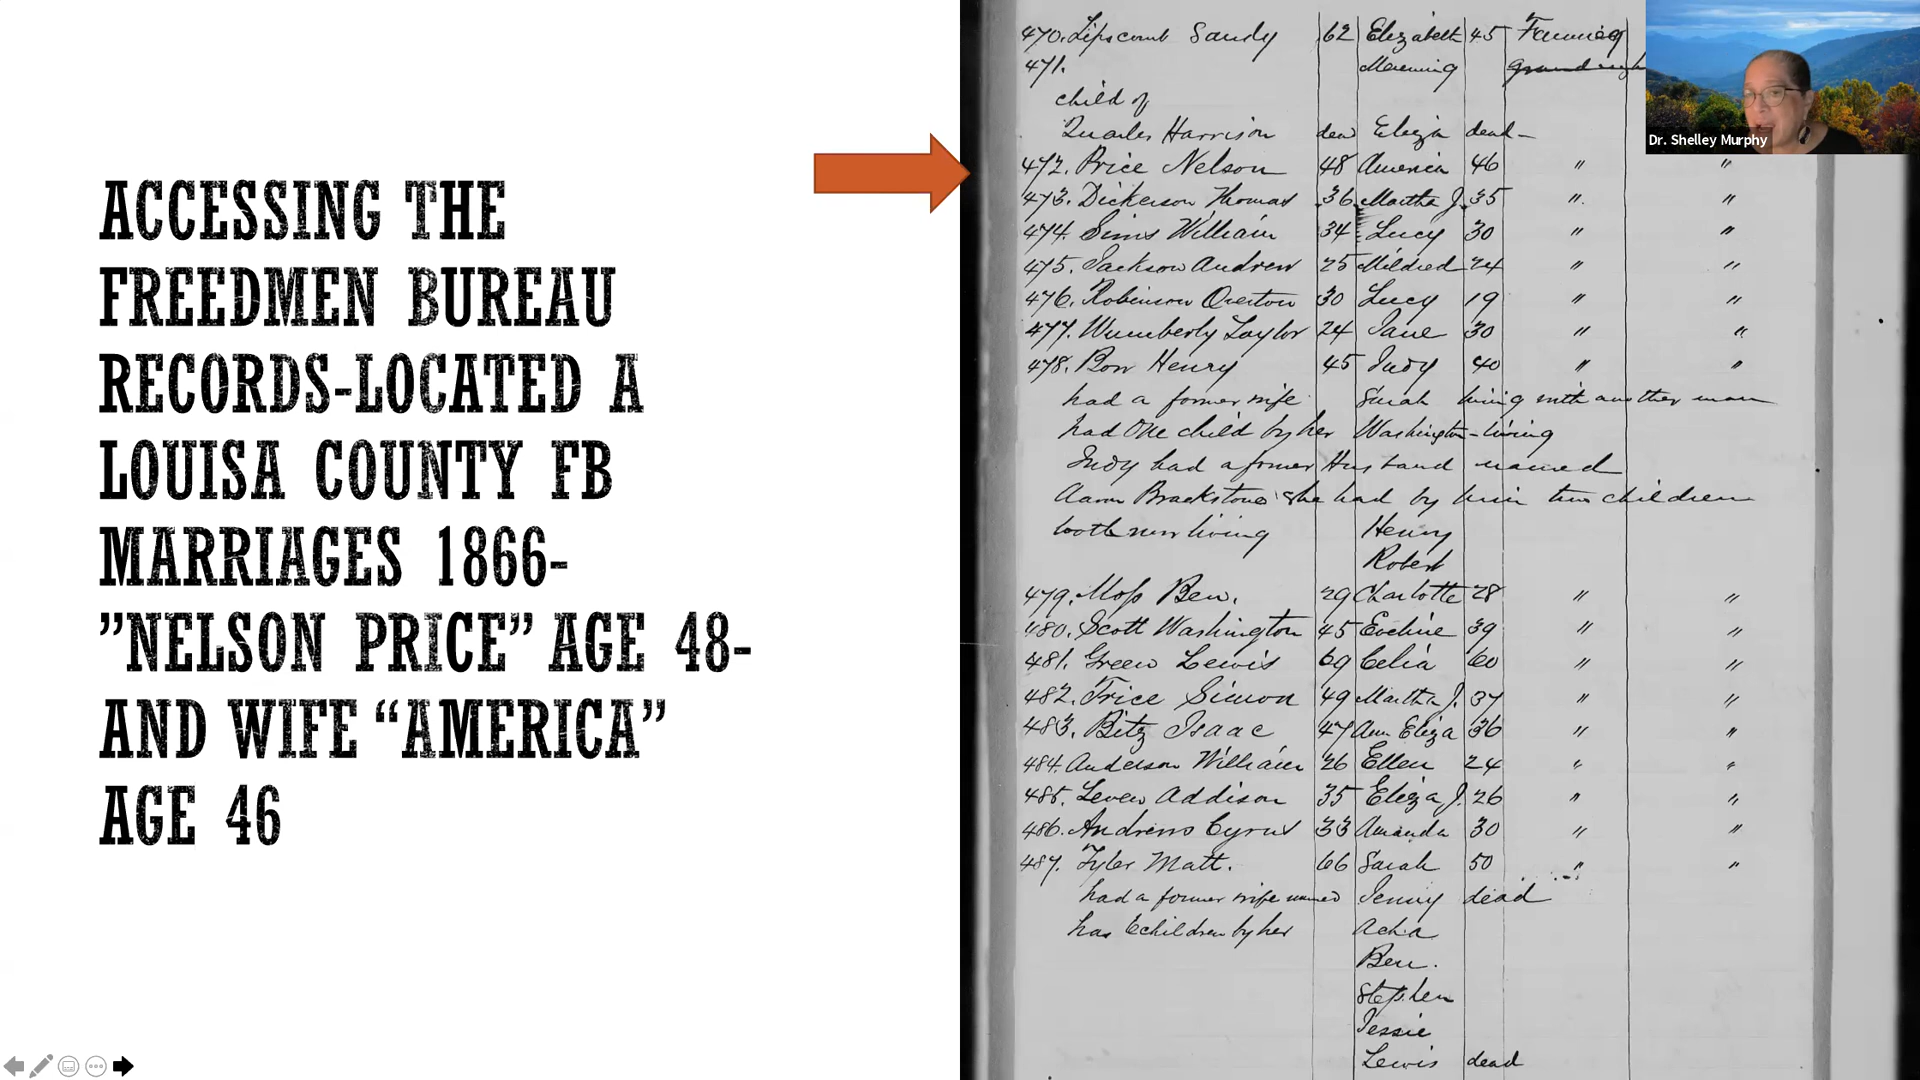 ACCESSING THE
FREEDMEN BUREAU
RECORDS-LOCATED A
LOUISA COUNTY FB
MARRIAGES 1866-
”NELSON PRICE” AGE 48-
AND WIFE “AMERICA”
AGE 46
470. Lipscomb Sandy 62 Elizabeth 45
471.
child of
Quarles Harrison dead Eliza dead-
472. Price Nelson 48 America 46 " "
473. Dickerson Thomas 36 Martha J. 35 " "
474. Sims William 34 Lucy 30 " "
475. Jackson Andrew 25 Mildred 24 " "
476. Robinson Overton 30 Lucy 19 " "
477. Wumberly Taylor 24 Jane 30 " "
478. Bow Henry 45 Judy 40 " "
had a former wife Sarah living with another man
had one child by her Washington-living
Judy had a former Husband named
Aaron Brackstone she had by him two children
both now living Henry
Robert
479. Moss Ben. 29 Charlotte 28 " "
480. Scott Washington 45 Eveline 39 " "
481. Green Lewis 69 Celia 60 " "
482. Trice Simon 49 Martha J. 37 " "
483. Bitz Isaac 47 Ann Eliza 36 " "
484. Anderson William 26 Ellen 24 " "
485. Addison 35 Eliza J. 26 " "
486. Andrews Cyrus 33 Amanda 30 " "
487. Tyler Matt. 66 Sarah 50 " "
had a former wife named Jenny dead
has 6 children by her
Ben.
Stephen
Jessie
Lewis dead
Dr. Shelley Murphy